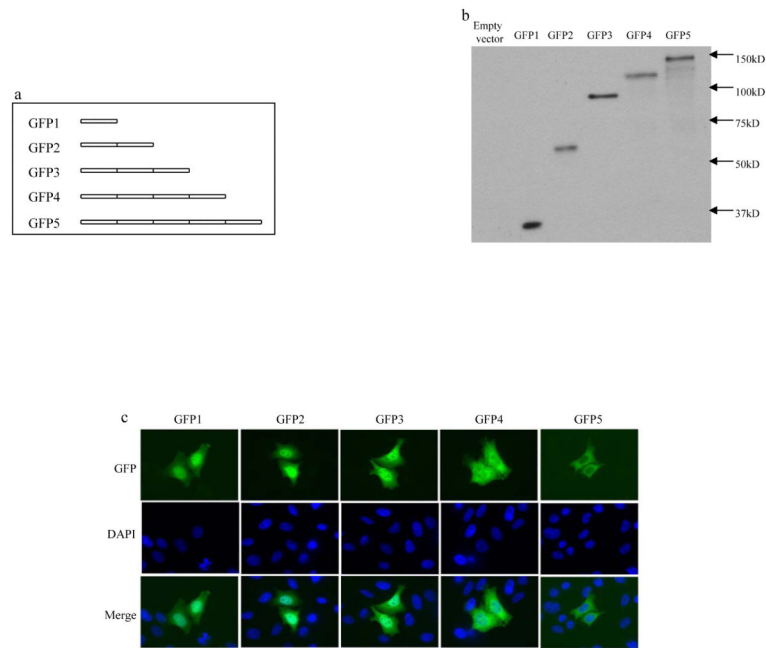 a
GFP1
GFP2
GFP3
GFP4
GFP5
b
Empty
vector
GFP1 GFP2 GFP3 GFP4 GFP5
150kD
100kD
75kD
50kD
37kD
c
GFP1 GFP2 GFP3 GFP4 GFP5
GFP
DAPI
Merge